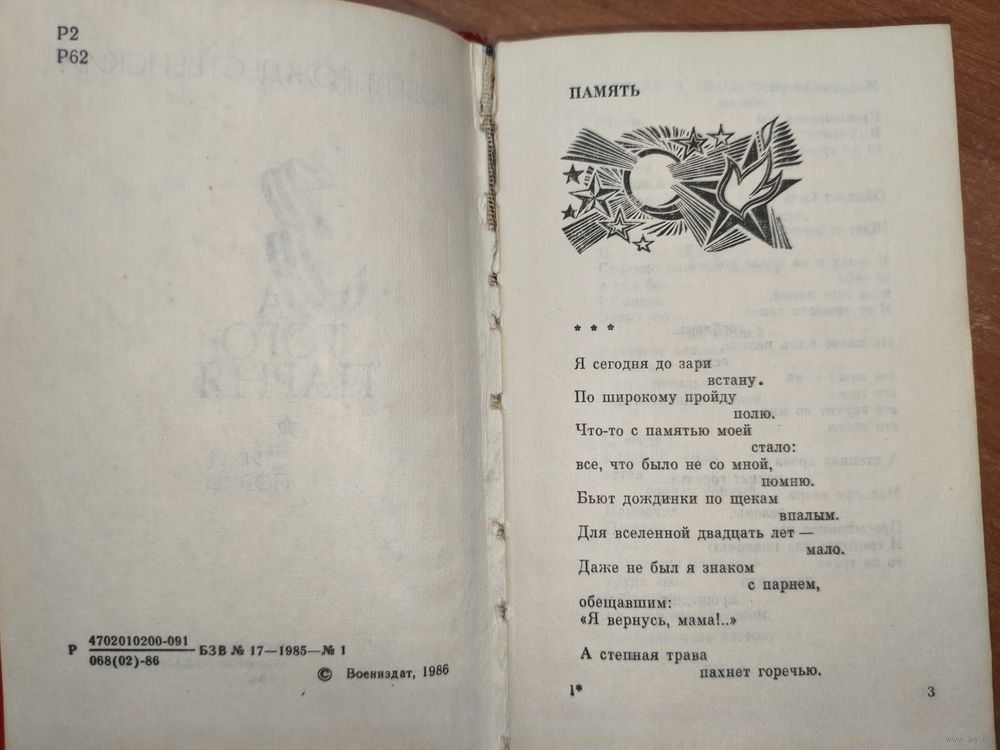 Р2
Р62
Р 4702010200-091 БЗВ № 17—1985—№ 1
068(02)-86
© Воениздат, 1986
ПАМЯТЬ
* * *
Я сегодня до зари
встану.
По широкому пройду
полю.
Что-то с памятью моей
стало:
все, что было не со мной,
помню.
Бьют дождинки по щекам
впалым.
Для вселенной двадцать лет —
мало.
Даже не был я знаком
с парнем,
обещавшим:
«Я вернусь, мама!..»
А степная трава
пахнет горечью.
1*
3
www.ay.by